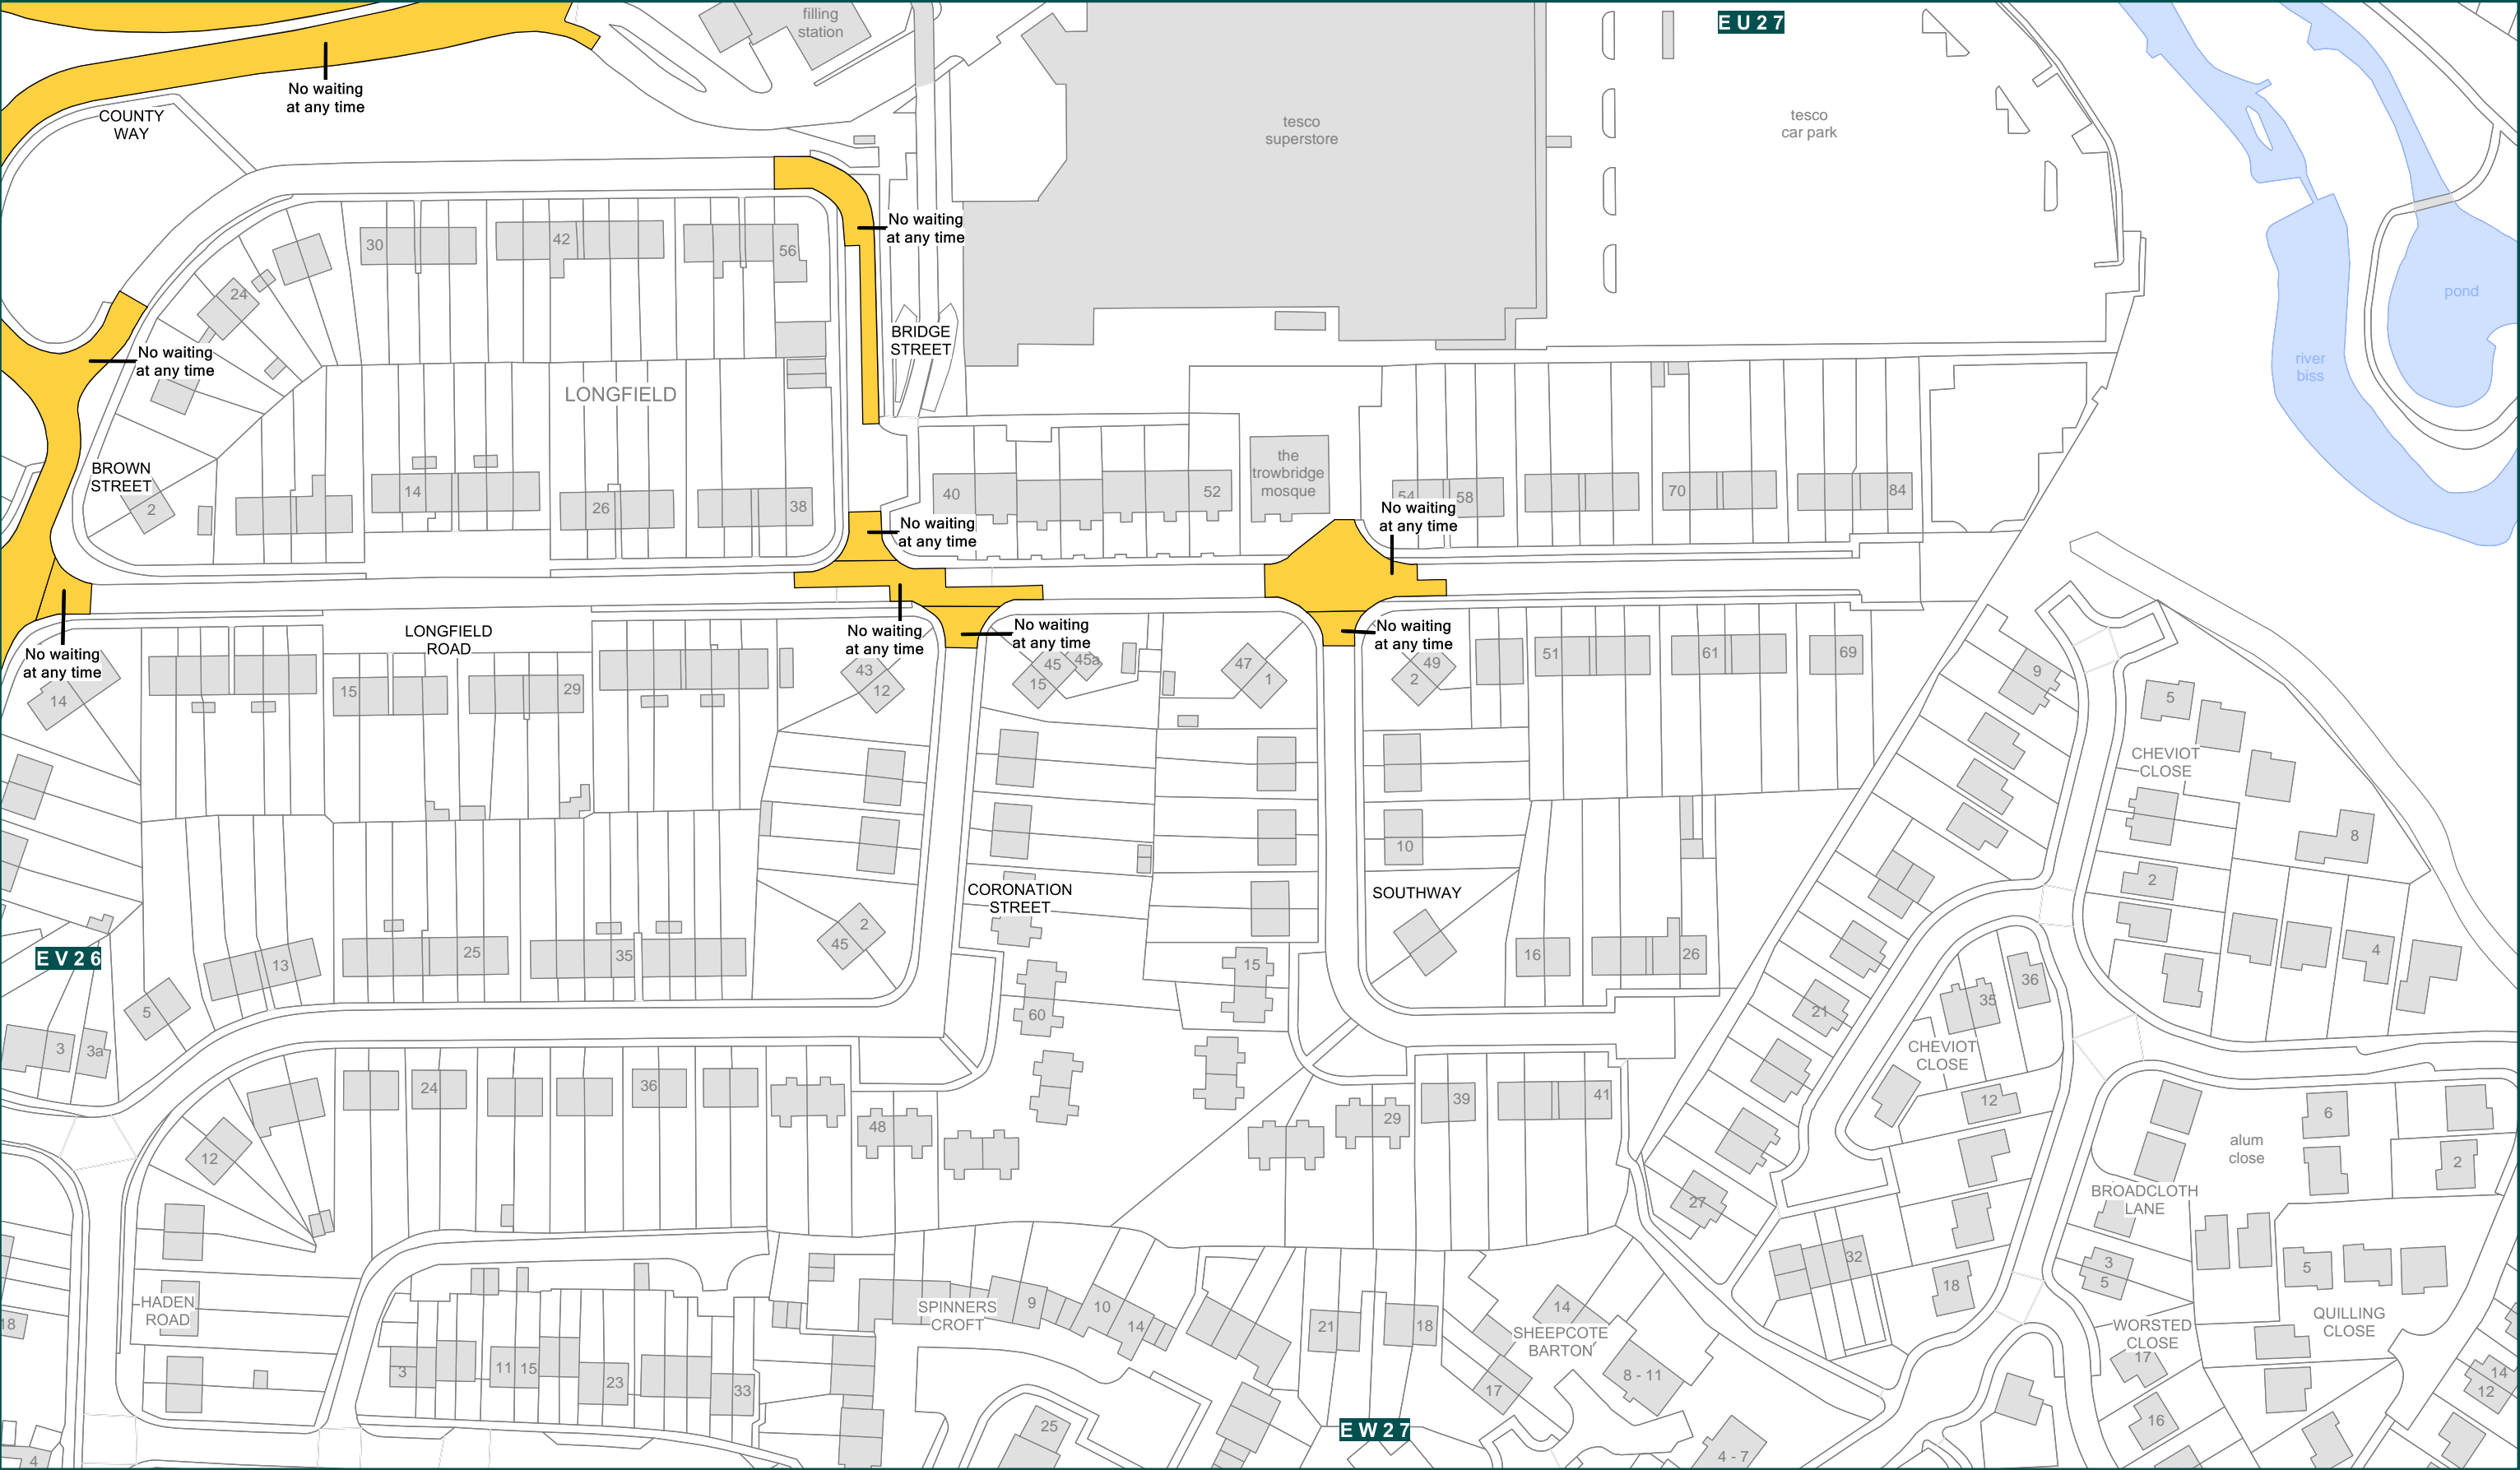 filling
station
E U 2 7
No waiting
at any time
COUNTY
WAY
tesco
superstore
tesco
car park
No waiting
at any time
30
42
56
24
pond
BRIDGE
STREET
No waiting
at any time
river
biss
LONGFIELD
BROWN
STREET
2
14
26
38
40
52
the
trowbridge
mosque
54
58
70
84
No waiting
at any time
No waiting
at any time
LONGFIELD
ROAD
No waiting
at any time
No waiting
at any time
No waiting
at any time
No waiting
at any time
14
15
29
43
12
45
45a
15
47
1
49
2
51
61
69
9
5
CHEVIOT
CLOSE
8
10
2
CORONATION
STREET
SOUTHWAY
2
45
E V 2 6
13
25
35
5
3
3a
60
15
16
26
21
35
36
4
CHEVIOT
CLOSE
12
24
36
48
29
39
41
12
6
alum
close
2
BROADCLOTH
LANE
27
32
18
3
5
5
HADEN
ROAD
18
SPINNERS
CROFT
9
10
14
21
18
14
SHEEPCOTE
BARTON
WORSTED
CLOSE
QUILLING
CLOSE
17
3
11
15
23
33
17
8 - 11
14
12
16
25
E W 2 7
4 - 7
4